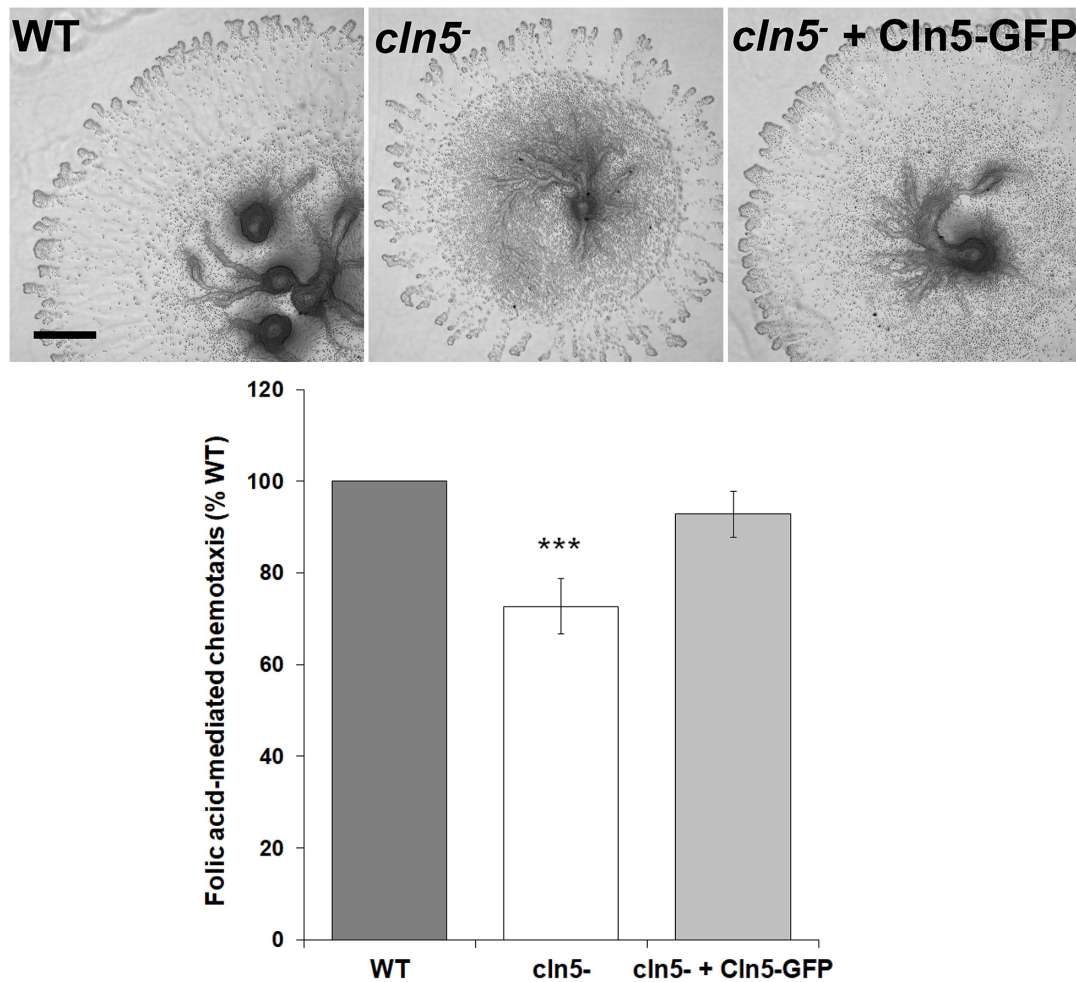 WT
cln5-
cln5- + Cln5-GFP
Folic acid-mediated chemotaxis (% WT)
120
100
80
60
40
20
0
***
WT
cln5-
cln5- + Cln5-GFP